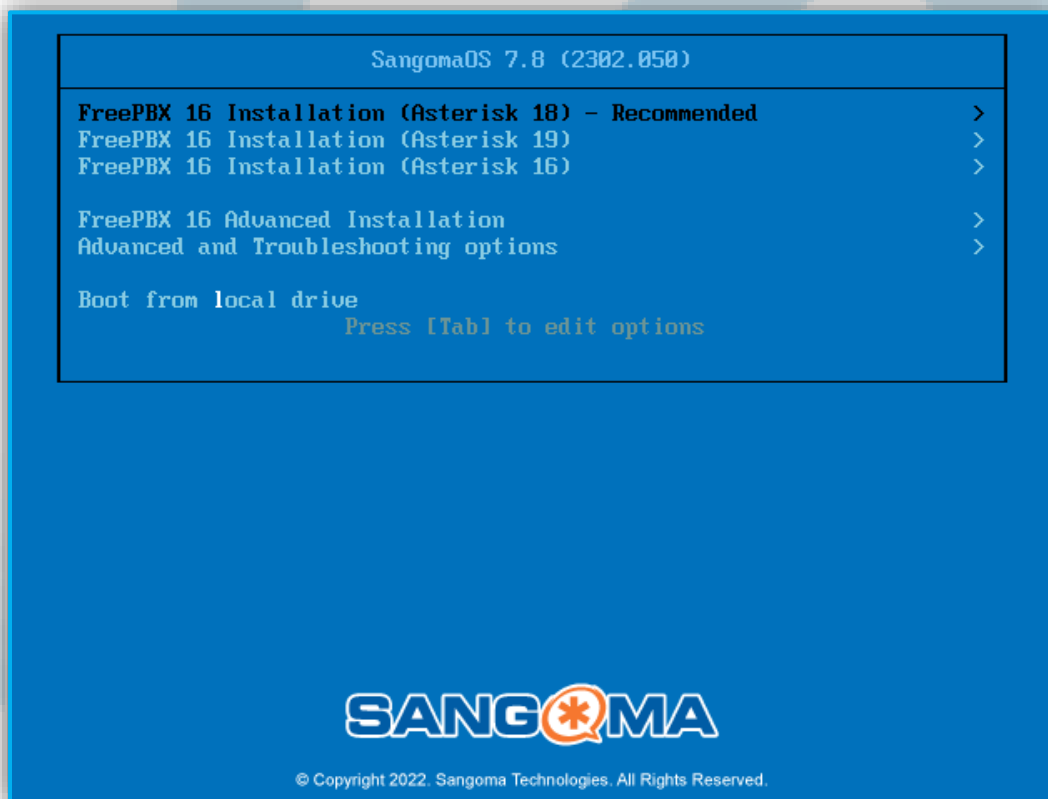 SangomaOS 7.8 (2302.050)
FreePBX 16 Installation (Asterisk 18) - Recommended >
FreePBX 16 Installation (Asterisk 19) >
FreePBX 16 Installation (Asterisk 16) >
FreePBX 16 Advanced Installation >
Advanced and Troubleshooting options >
Boot from local drive
Press [Tab] to edit options
SANGOMA
© Copyright 2022. Sangoma Technologies. All Rights Reserved.